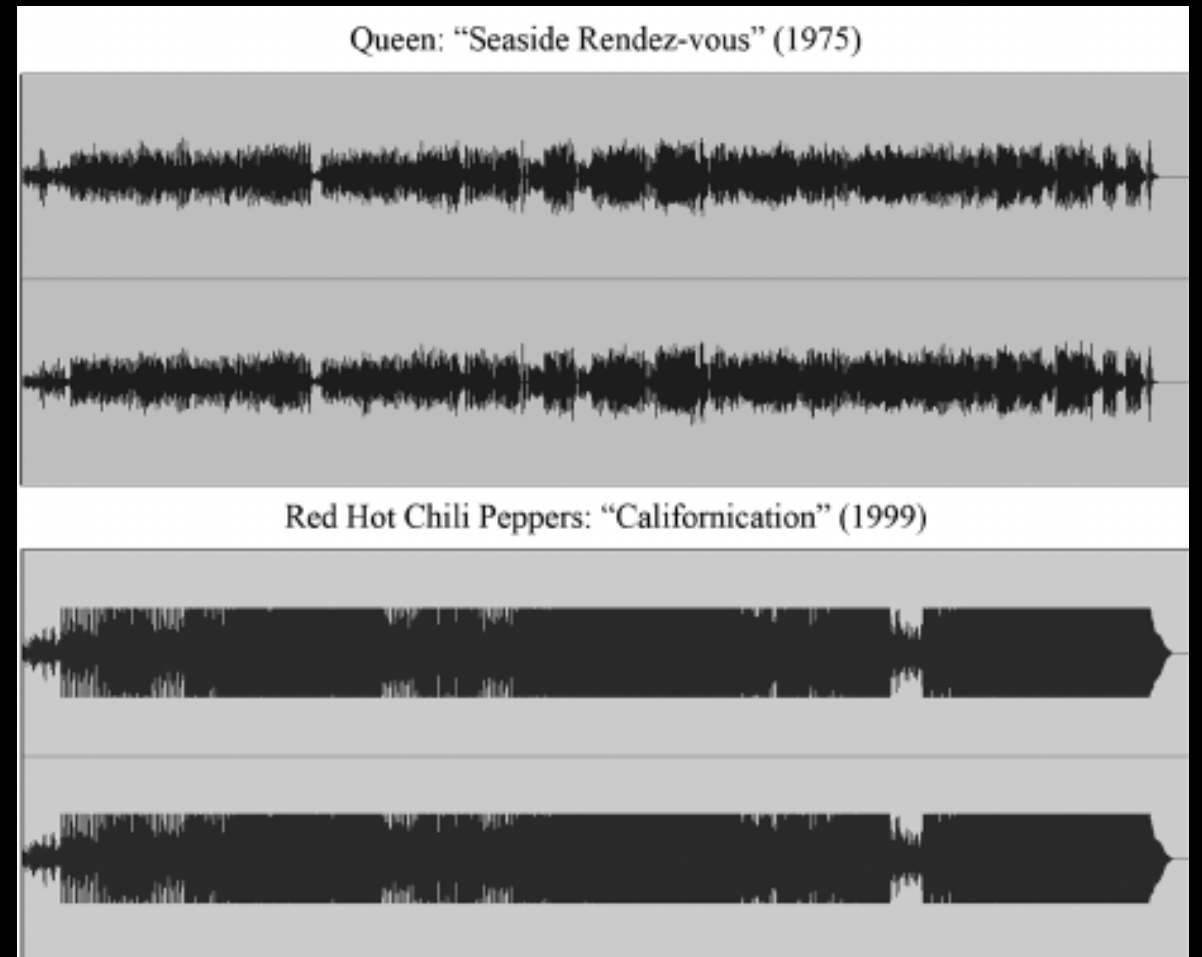 Queen: “Seaside Rendez-vous” (1975)
Red Hot Chili Peppers: “Californication” (1999)